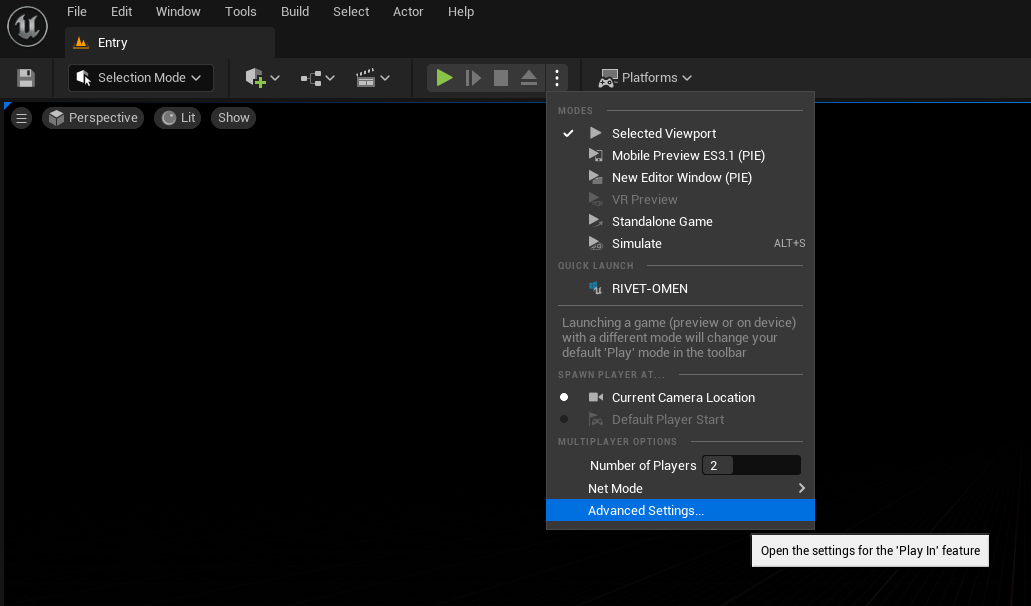 File Edit Window Tools Build Select Actor Help
Entry
Selection Mode Platforms
Perspective Lit Show
MODES
Selected Viewport
Mobile Preview ES3.1 (PIE)
New Editor Window (PIE)
VR Preview
Standalone Game
Simulate ALT+S
QUICK LAUNCH
RIVET-OMEN
Launching a game (preview or on device)
with a different mode will change your
default 'Play' mode in the toolbar
SPAWN PLAYER AT...
Current Camera Location
Default Player Start
MULTIPLAYER OPTIONS
Number of Players 2
Net Mode
Advanced Settings...
Open the settings for the 'Play In' feature